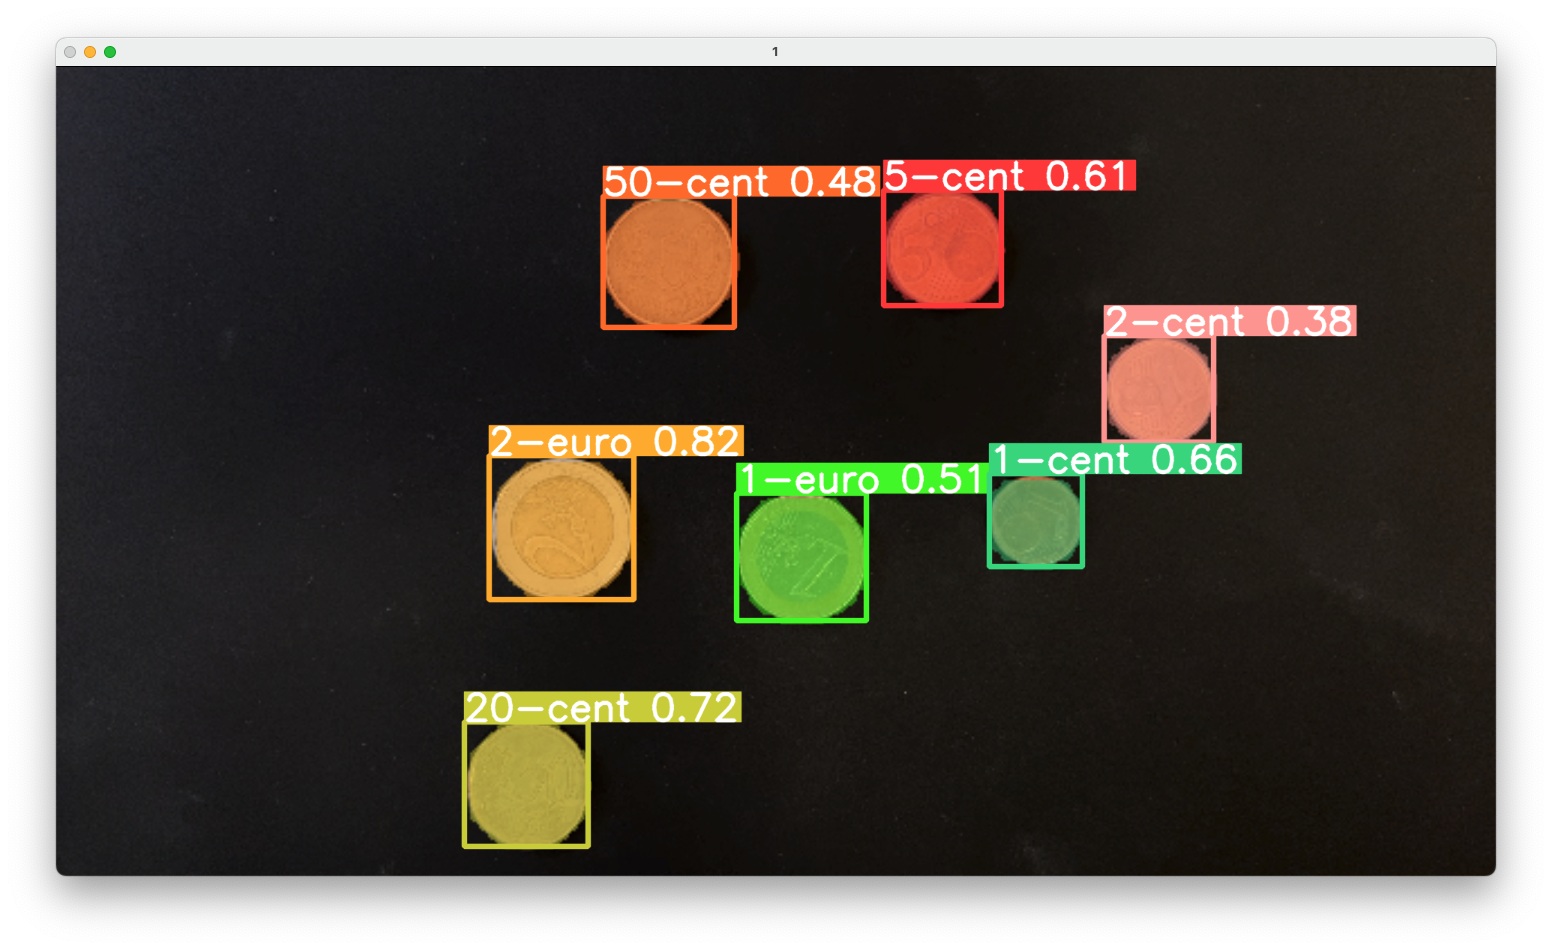 1
50-cent 0.48
5-cent 0.61
2-cent 0.38
2-euro 0.82
1-euro 0.51
1-cent 0.66
20-cent 0.72